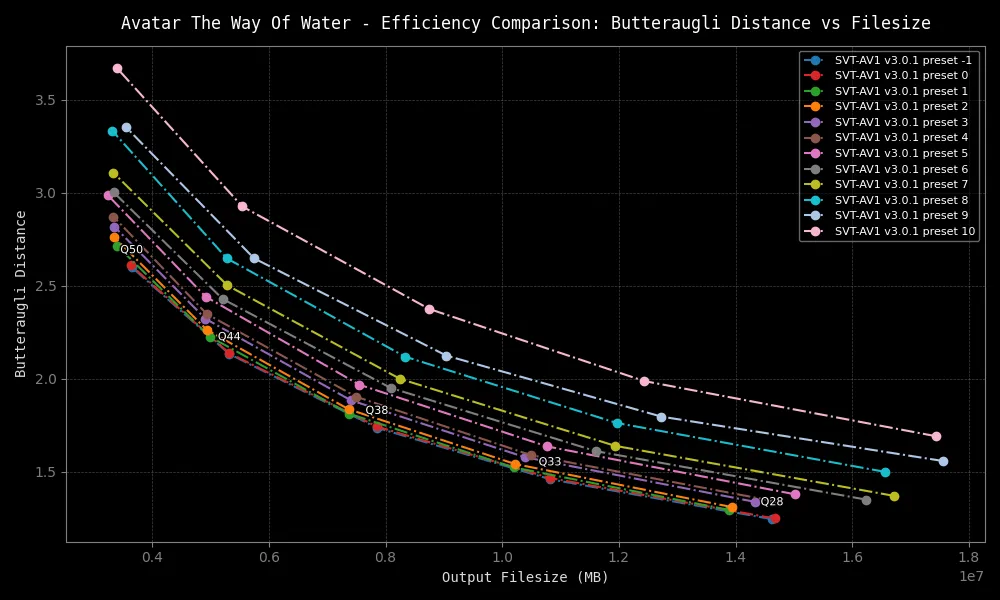 Avatar The Way Of Water - Efficiency Comparison: Butteraugli Distance vs Filesize
SVT-AV1 v3.0.1 preset -1
SVT-AV1 v3.0.1 preset 0
SVT-AV1 v3.0.1 preset 1
SVT-AV1 v3.0.1 preset 2
SVT-AV1 v3.0.1 preset 3
SVT-AV1 v3.0.1 preset 4
SVT-AV1 v3.0.1 preset 5
SVT-AV1 v3.0.1 preset 6
SVT-AV1 v3.0.1 preset 7
SVT-AV1 v3.0.1 preset 8
SVT-AV1 v3.0.1 preset 9
SVT-AV1 v3.0.1 preset 10
Butteraugli Distance
3.5
3.0
2.5
2.0
1.5
Q50
Q44
Q38
Q33
Q28
0.4 0.6 0.8 1.0 1.2 1.4 1.6 1.8
1e7
Output Filesize (MB)